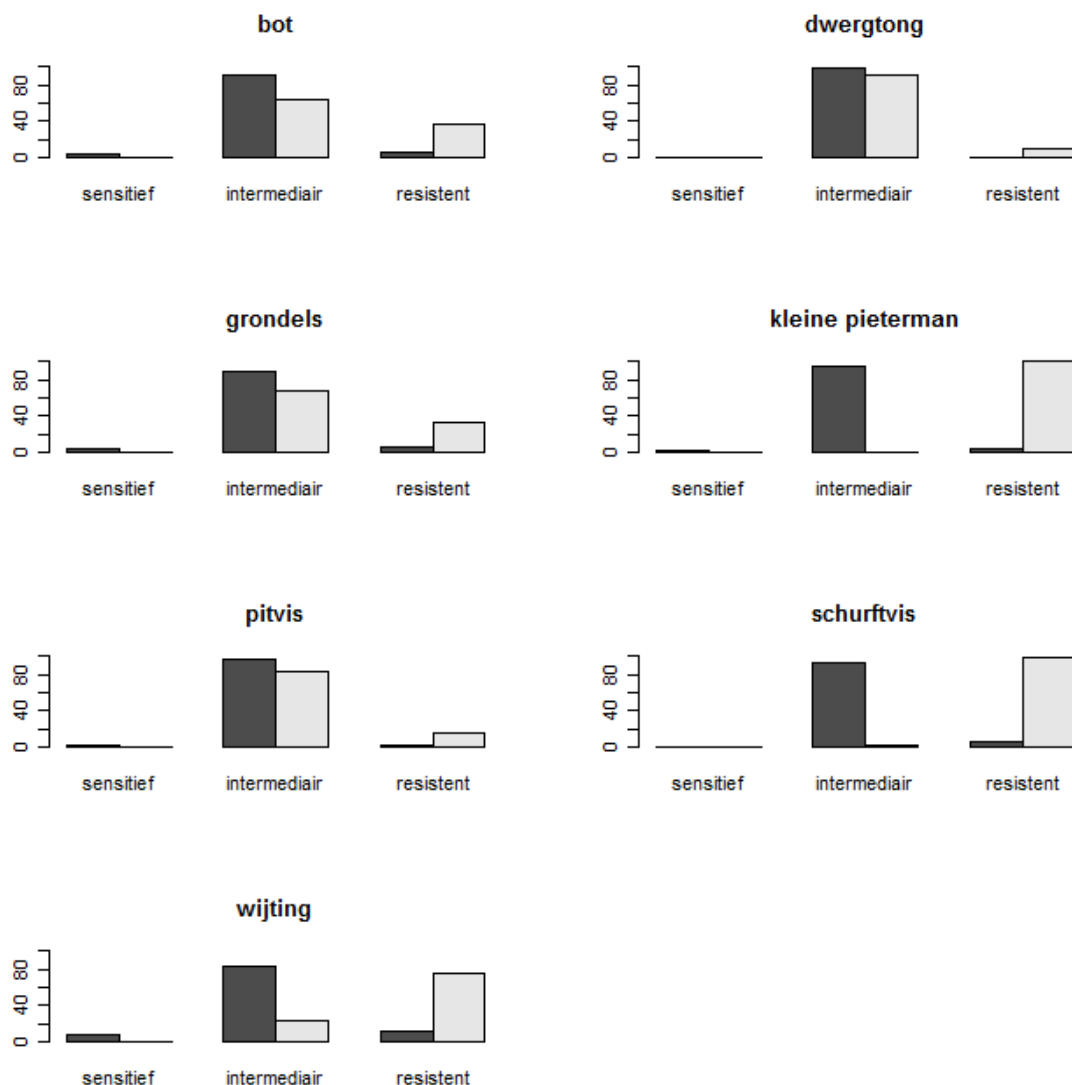 bot
80
40
0
sensitief intermediair resistent
dwergtong
80
40
0
sensitief intermediair resistent
grondels
80
40
0
sensitief intermediair resistent
kleine pieterman
80
40
0
sensitief intermediair resistent
pitvis
80
40
0
sensitief intermediair resistent
schurftvis
80
40
0
sensitief intermediair resistent
wijting
80
40
0
sensitief intermediair resistent